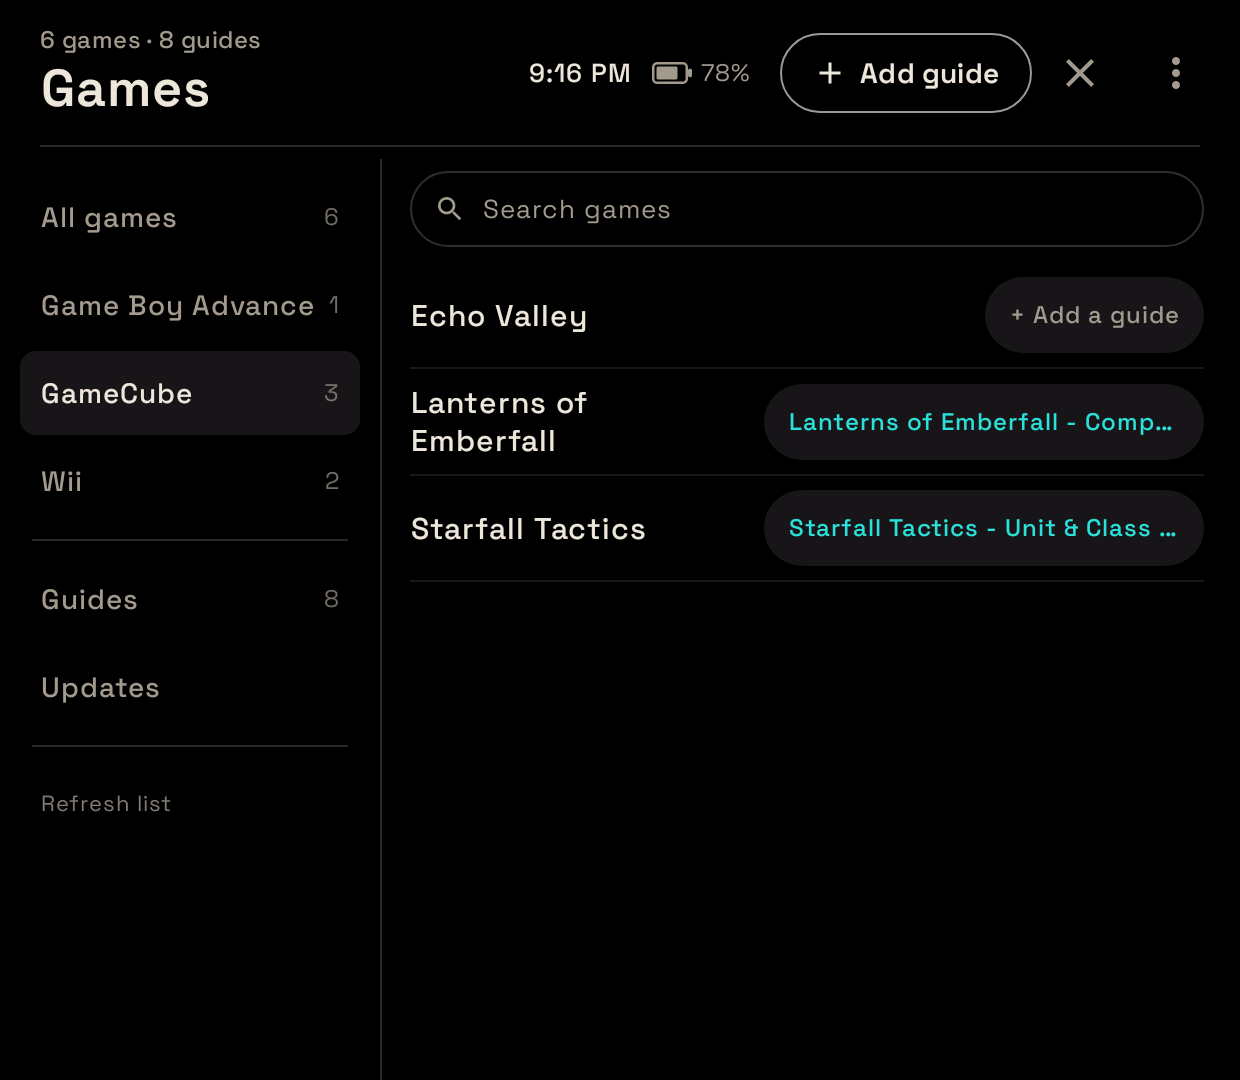 6 games · 8 guides
Games
9:16 PM
78%
+ Add guide
All games 6
Game Boy Advance 1
GameCube 3
Wii 2
Guides 8
Updates
Refresh list
Search games
Echo Valley
+ Add a guide
Lanterns of
Emberfall
Lanterns of Emberfall - Comp...
Starfall Tactics
Starfall Tactics - Unit & Class ...